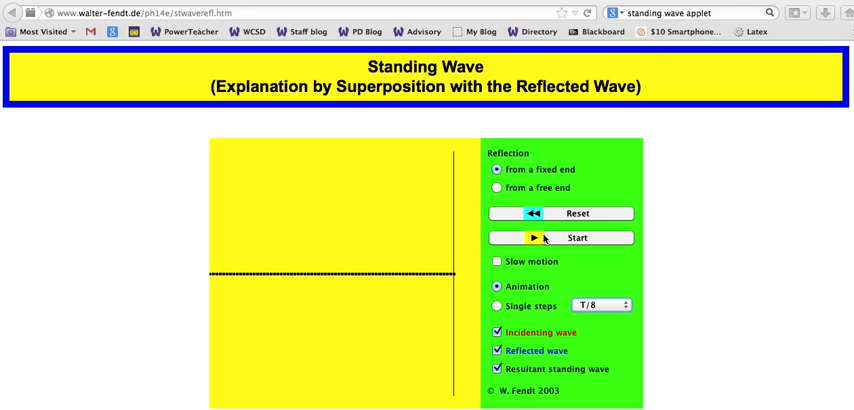 www.walter-fendt.de/ph14e/stwaverefl.htm
standing wave applet
Most Visited
PowerTeacher
WCSD
Staff blog
PD Blog
Advisory
My Blog
Directory
Blackboard
$10 Smartphone...
Latex
Standing Wave
(Explanation by Superposition with the Reflected Wave)
Reflection
from a fixed end
from a free end
Reset
Start
Slow motion
Animation
Single steps
T/8
Incidenting wave
Reflected wave
Resultant standing wave
© W. Fendt 2003